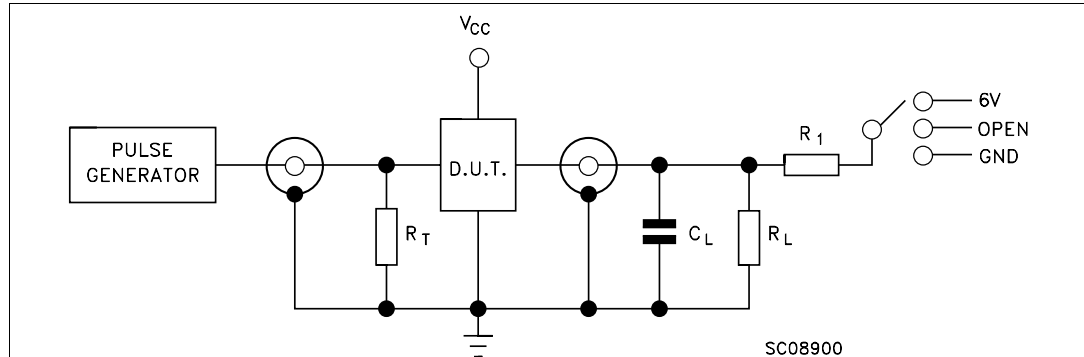 VCC
PULSE
GENERATOR
D.U.T.
RT
CL
RL
R1
6V
OPEN
GND
SC08900